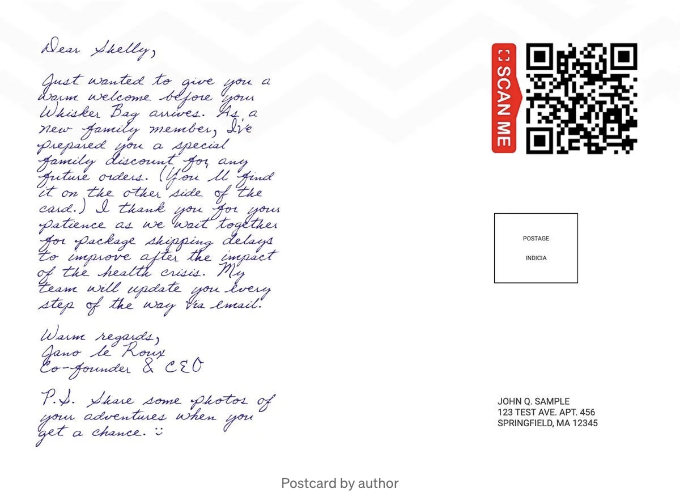 Dear Shelly,
Just wanted to give you a
warm welcome before your
Whisker Bag arrives. As a
new family member, I've
prepared you a special
family discount for any
future orders. (You'll find
it on the other side of the
card.) I thank you for your
patience as we wait together
for package shipping delays
to improve after the impact
of the health crisis. My
team will update you every
step of the way via email.
Warm regards,
Jano le Roux
Co-founder & CEO
P.S. Share some photos of
your adventures when you
get a chance. :)
SCAN ME
POSTAGE
INDICIA
JOHN Q. SAMPLE
123 TEST AVE. APT. 456
SPRINGFIELD, MA 12345
Postcard by author